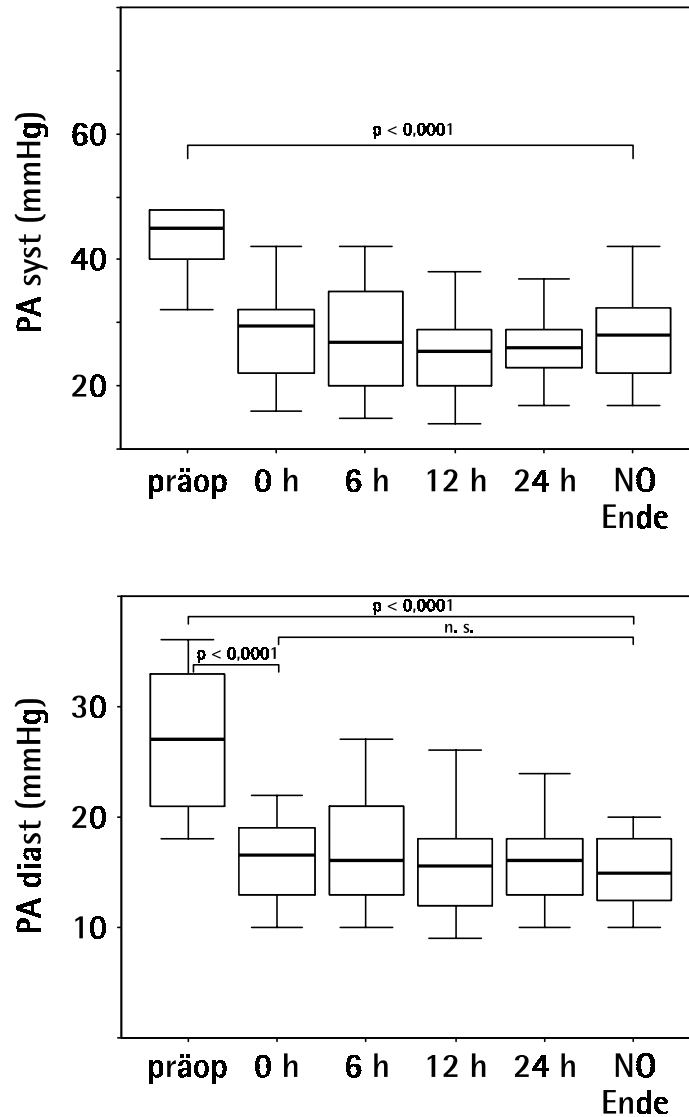 PA syst (mmHg)
60
40
20
p < 0,0001
präop 0 h 6 h 12 h 24 h NO
Ende
PA diast (mmHg)
30
20
10
p < 0,0001
n. s.
p < 0,0001
präop 0 h 6 h 12 h 24 h NO
Ende